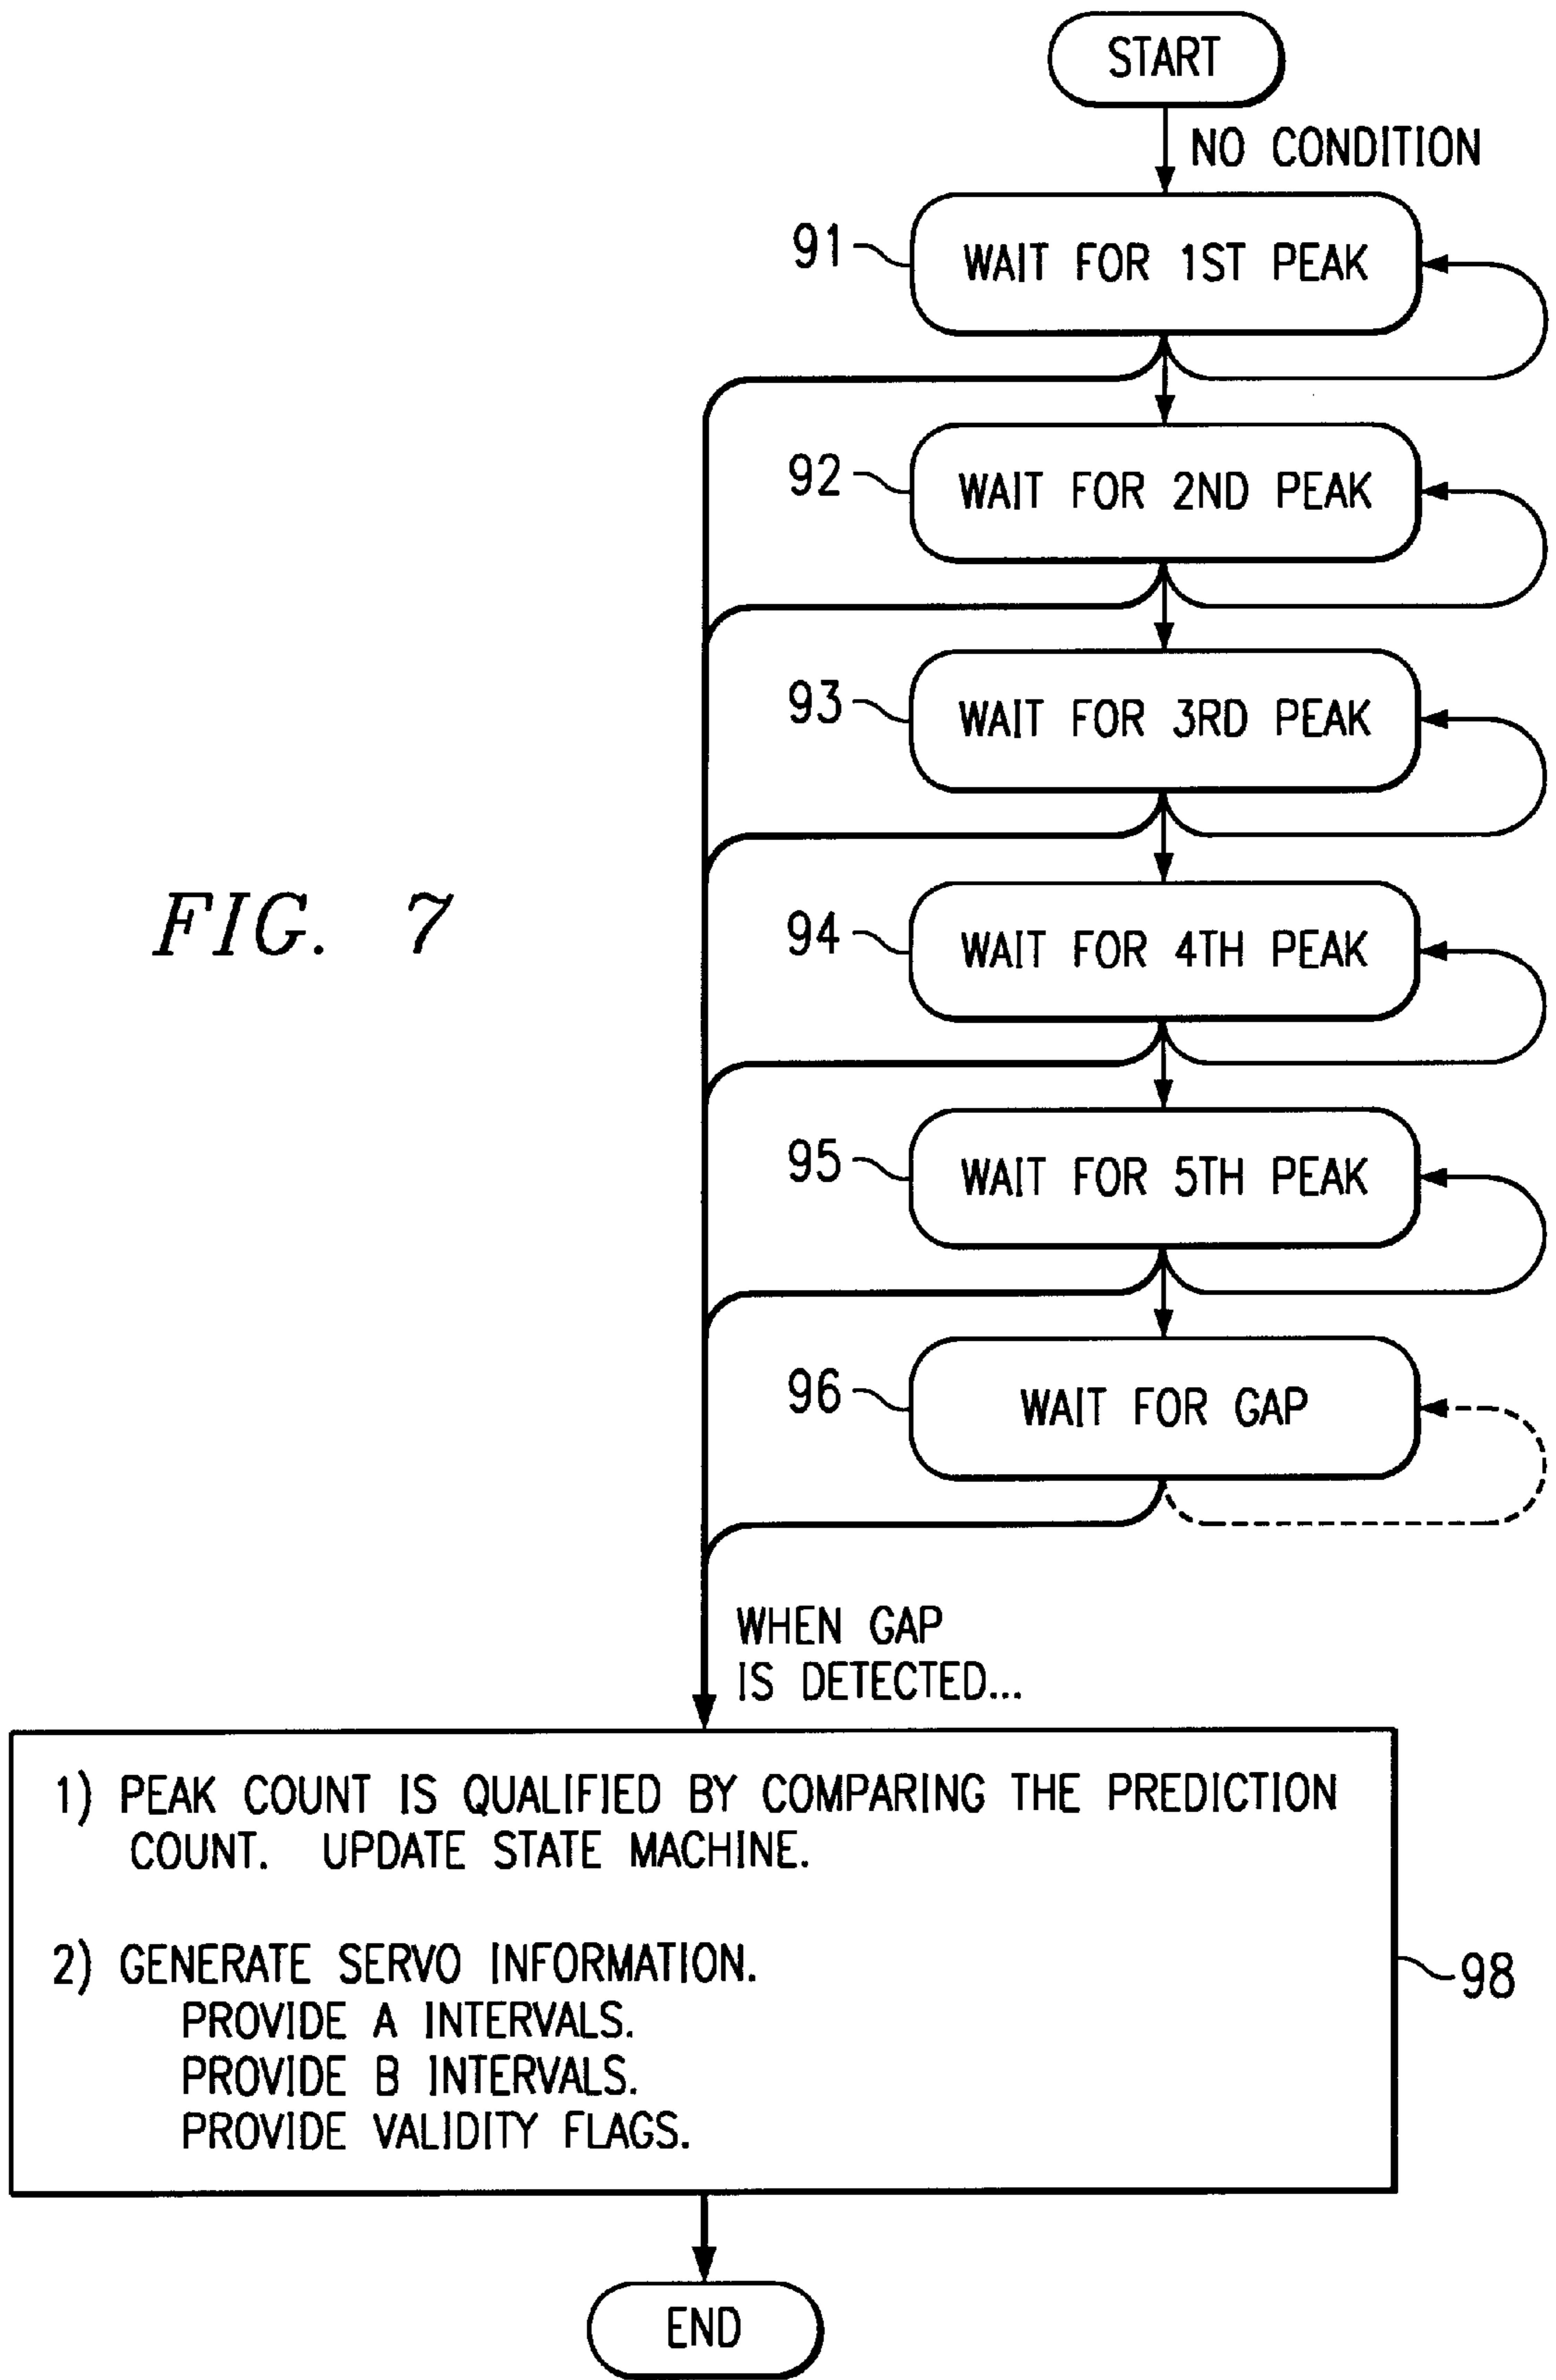 START
NO CONDITION
91
WAIT FOR 1ST PEAK
92
WAIT FOR 2ND PEAK
93
WAIT FOR 3RD PEAK
FIG. 7
94
WAIT FOR 4TH PEAK
95
WAIT FOR 5TH PEAK
96
WAIT FOR GAP
WHEN GAP
IS DETECTED...
1) PEAK COUNT IS QUALIFIED BY COMPARING THE PREDICTION
COUNT. UPDATE STATE MACHINE.
2) GENERATE SERVO INFORMATION.
PROVIDE A INTERVALS.
PROVIDE B INTERVALS.
PROVIDE VALIDITY FLAGS.
98
END